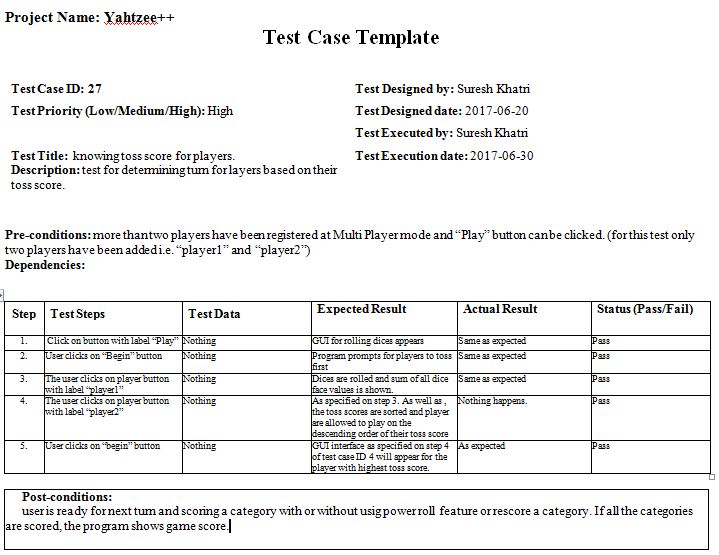 Project Name: Yahtzee++
Test Case Template
Test Case ID: 27
Test Designed by: Suresh Khatri
Test Priority (Low/Medium/High): High
Test Designed date: 2017-06-20
Test Executed by: Suresh Khatri
Test Title: knowing toss score for players.
Test Execution date: 2017-06-30
Description: test for determining turn for layers based on their
toss score.
Pre-conditions: more than two players have been registered at Multi Player mode and “Play” button can be clicked. (for this test only
two players have been added i.e. “player1” and “player2”)
Dependencies:
Step Test Steps Test Data Expected Result Actual Result Status (Pass/Fail)
1. Click on button with label “Play” Nothing GUI for rolling dices appears Same as expected Pass
2. User clicks on “Begin” button Nothing Program prompts for players to toss Same as expected Pass
first
3. The user clicks on player button Nothing Dices are rolled and sum of all dice Same as expected Pass
with label “player1” face values is shown.
4. The user clicks on player button Nothing As specified on step 3. As well as , Nothing happens. Pass
with label “player2” the toss scores are sorted and player
are allowed to play on the
descending order of their toss score
5. User clicks on “begin” button Nothing GUI interface as specified on step 4 As expected Pass
of test case ID 4 will appear for the
player with highest toss score.
Post-conditions:
user is ready for next turn and scoring a category with or without usig power roll feature or rescore a category. If all the categories
are scored, the program shows game score.